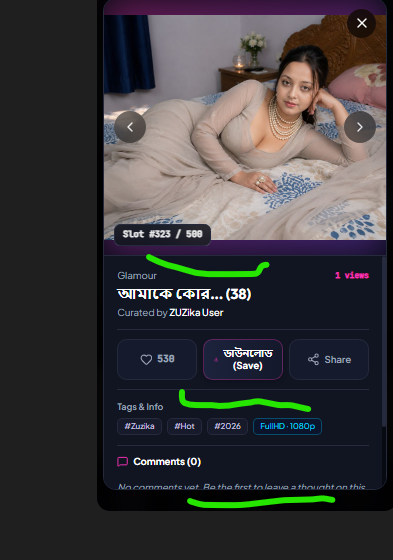 Slot #323 / 500
Glamour
1 views
আমাকে কোর... (38)
Curated by ZUZika User
530
ডাউনলোড
(Save)
Share
Tags & Info
#Zuzika
#Hot
#2026
FullHD · 1080p
Comments (0)
No comments yet. Be the first to leave a thought on this